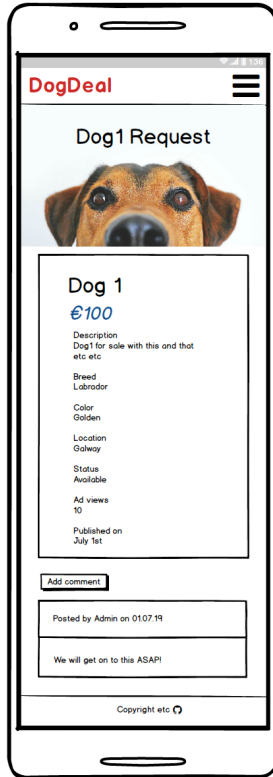 136
DogDeal
Dog1 Request
Dog 1
€100
Description
Dog1 for sale with this and that
etc etc
Breed
Labrador
Color
Golden
Location
Galway
Status
Available
Ad views
10
Published on
July 1st
Add comment
Posted by Admin on 01.07.19
We will get on to this ASAP!
Copyright etc